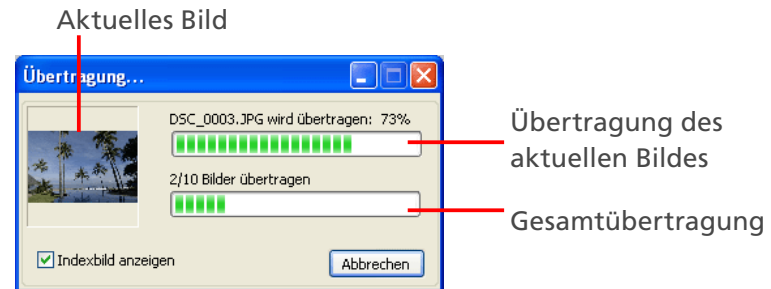 Aktuelles Bild
Übertragung...
DSC_0003.JPG wird übertragen: 73%
Übertragung des
aktuellen Bildes
2/10 Bilder übertragen
Gesamtübertragung
Indexbild anzeigen
Abbrechen